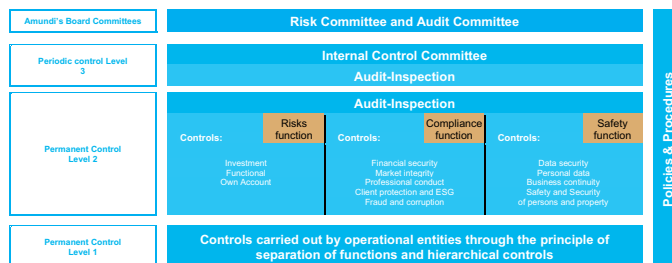 Amundi's Board Committees
Risk Committee and Audit Committee
Periodic control Level
3
Internal Control Committee
Audit-Inspection
Permanent Control
Level 2
Audit-Inspection
Controls:
Risks
function
Investment
Functional
Own Account
Controls:
Compliance
function
Financial security
Market integrity
Professional conduct
Client protection and ESG
Fraud and corruption
Controls:
Safety
function
Data security
Personal data
Business continuity
Safety and Security
of persons and property
Permanent Control
Level 1
Controls carried out by operational entities through the principle of
separation of functions and hierarchical controls
Policies & Procedures